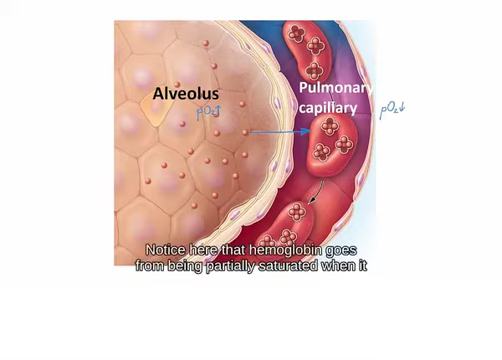 Alveolus
pO₂↑
Pulmonary
capillary
pO₂↓
Notice here that hemoglobin goes
from being partially saturated when it